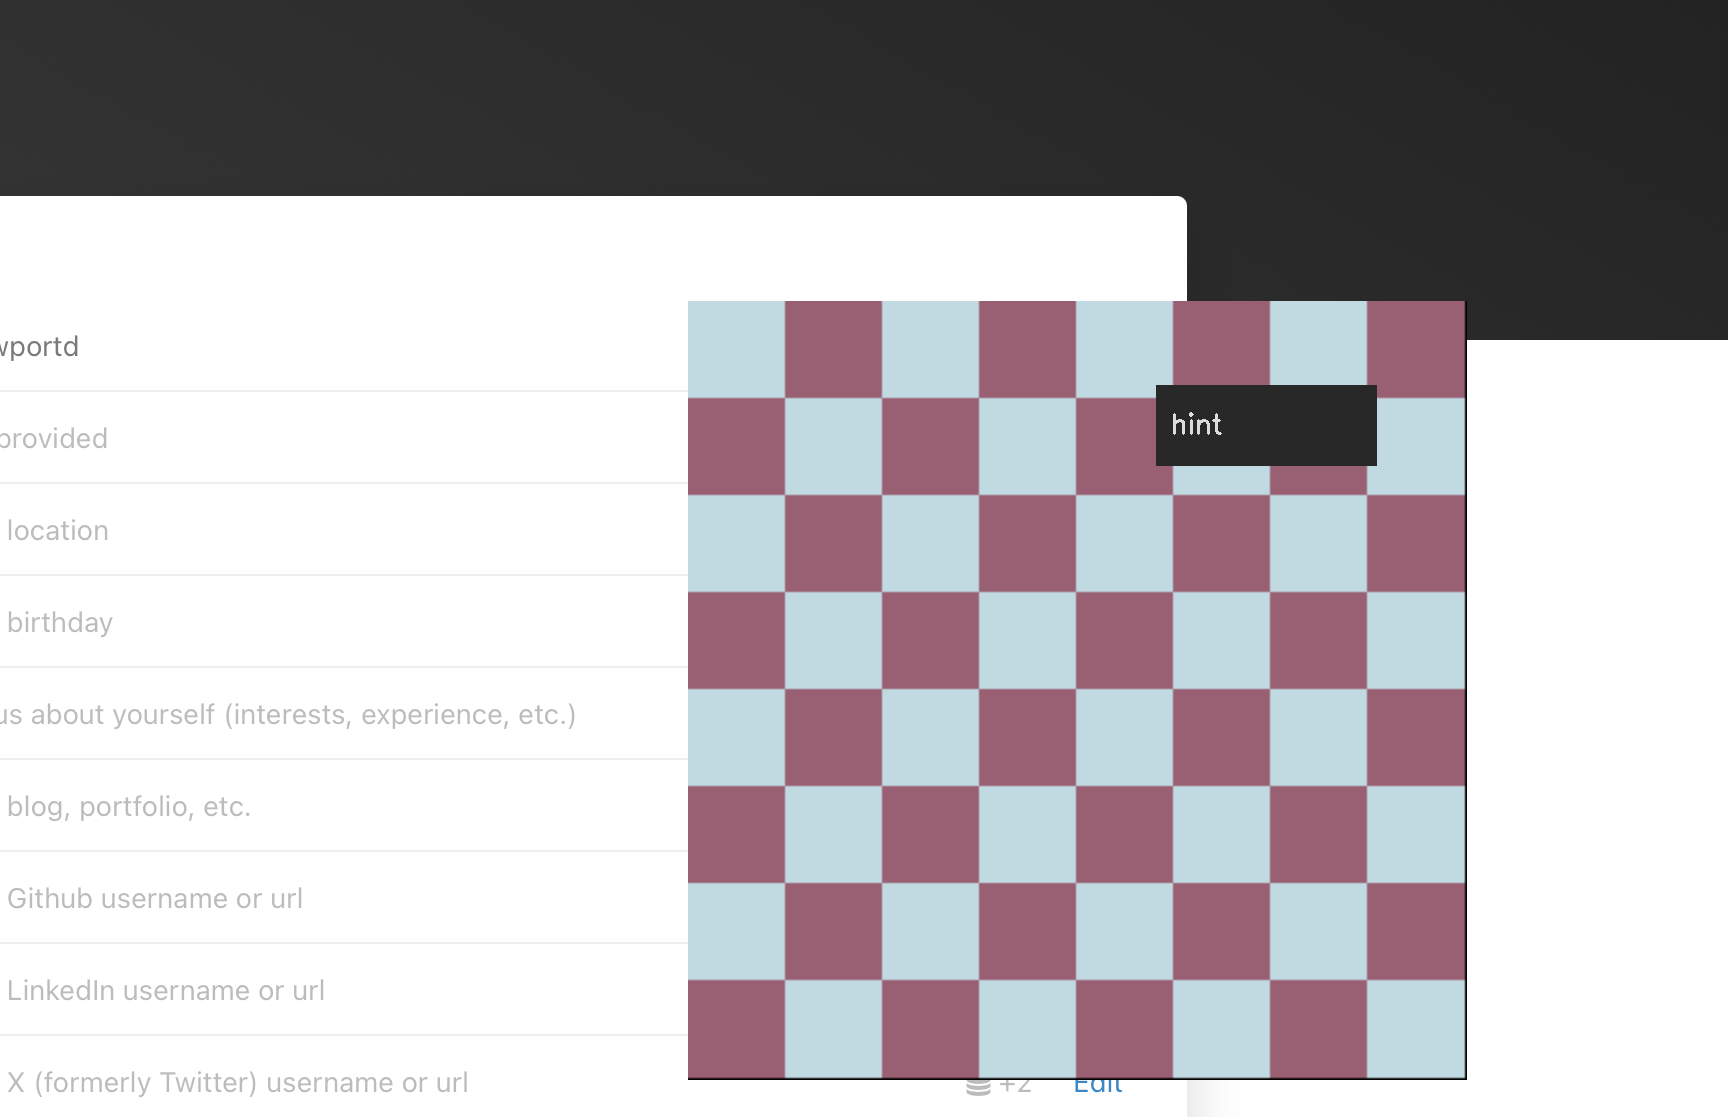 wportd
hint
provided
location
birthday
us about yourself (interests, experience, etc.)
blog, portfolio, etc.
Github username or url
LinkedIn username or url
X (formerly Twitter) username or url
+2 Edit